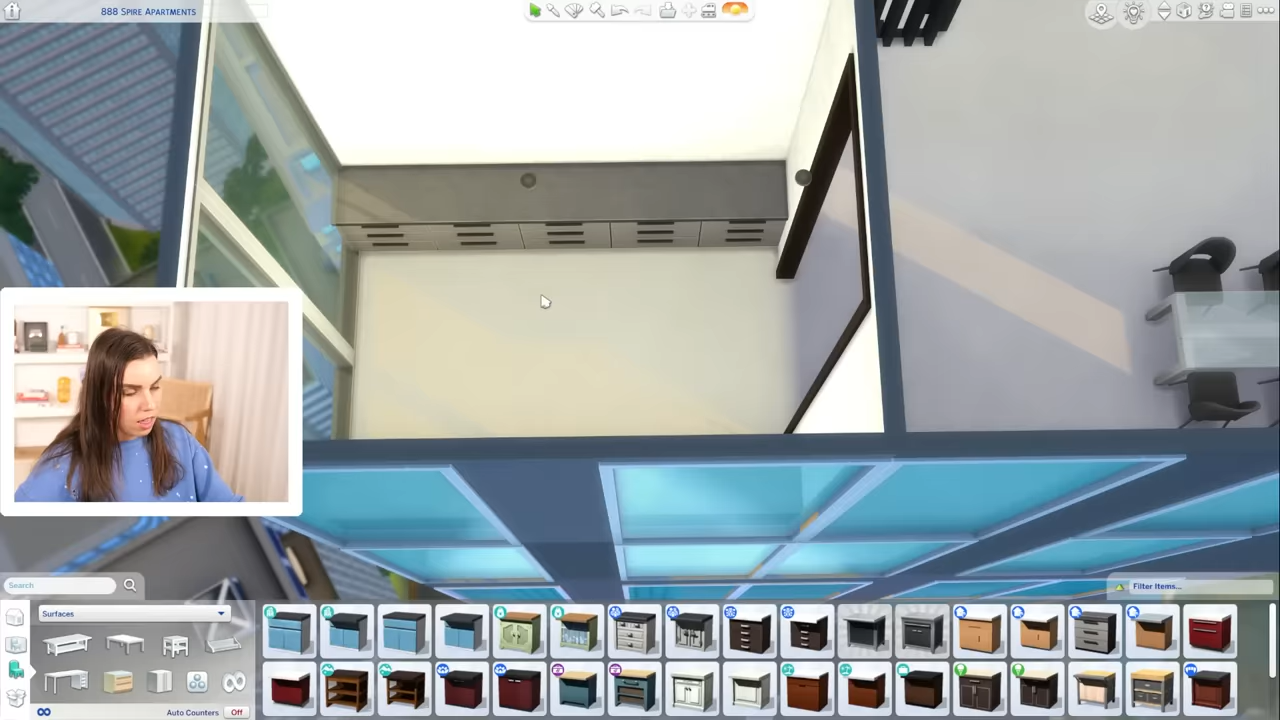 888 Spire Apartments
Search
Filter Items...
Surfaces
Auto Counters Off